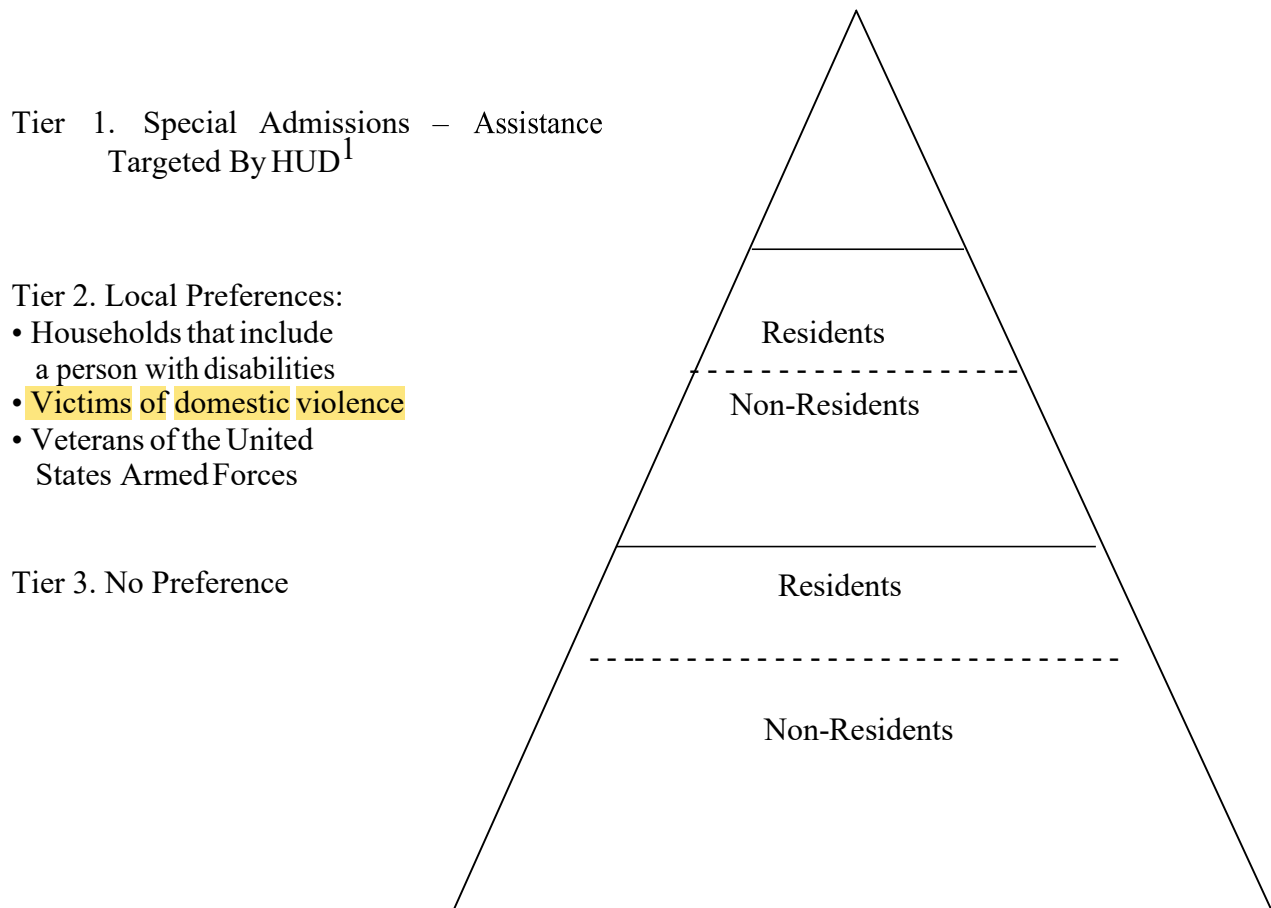 Tier 1. Special Admissions – Assistance
Targeted By HUD1
Tier 2. Local Preferences:
• Households that include
a person with disabilities
• Victims of domestic violence
• Veterans of the United
States Armed Forces
Residents
Non-Residents
Tier 3. No Preference
Residents
Non-Residents